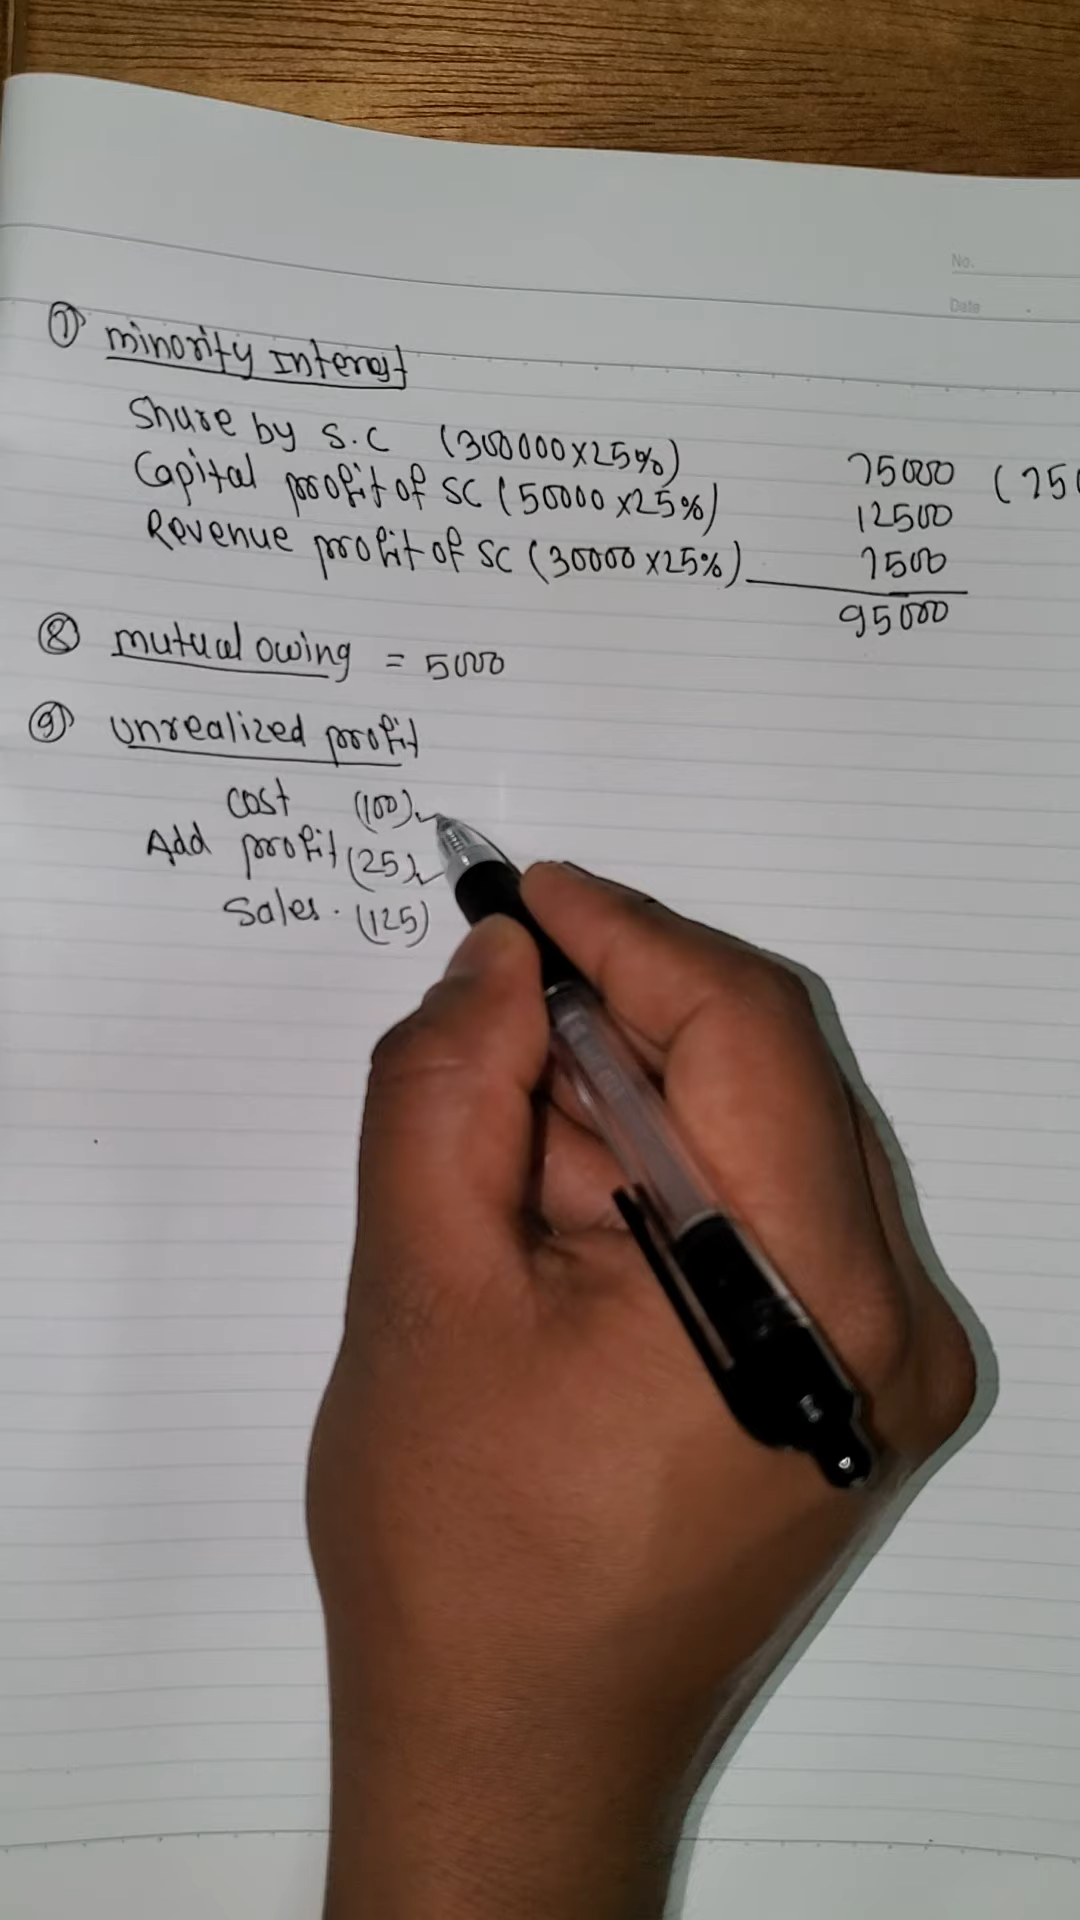 No.
Date
⑦ minority Interest
Share by S.C (300000×25%) 75000 (750
Capital profit of SC (50000×25%) 12500
Revenue profit of SC (30000×25%) 7500
95000
⑧ mutual owing = 5000
⑨ unrealized profit
cost (100)
Add profit (25)
Sales. (125)